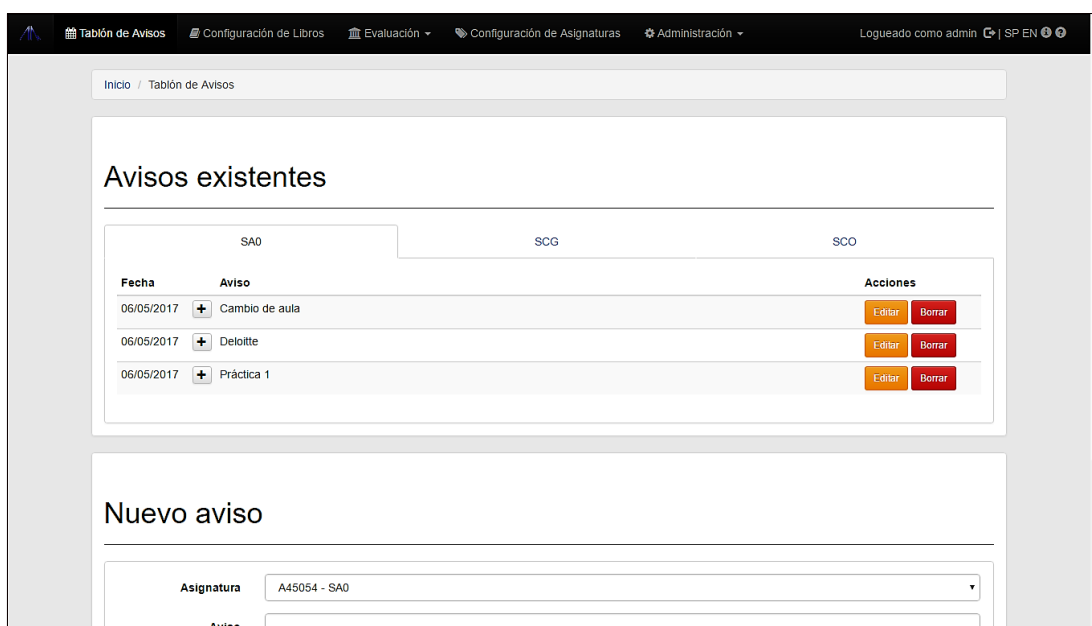 Tablón de Avisos Configuración de Libros Evaluación Configuración de Asignaturas Administración Logueado como admin | SP EN
Inicio / Tablón de Avisos
Avisos existentes
SA0 SCG SCO
Fecha Aviso Acciones
06/05/2017 + Cambio de aula Editar Borrar
06/05/2017 + Deloitte Editar Borrar
06/05/2017 + Práctica 1 Editar Borrar
Nuevo aviso
Asignatura A45054 - SA0
Aviso